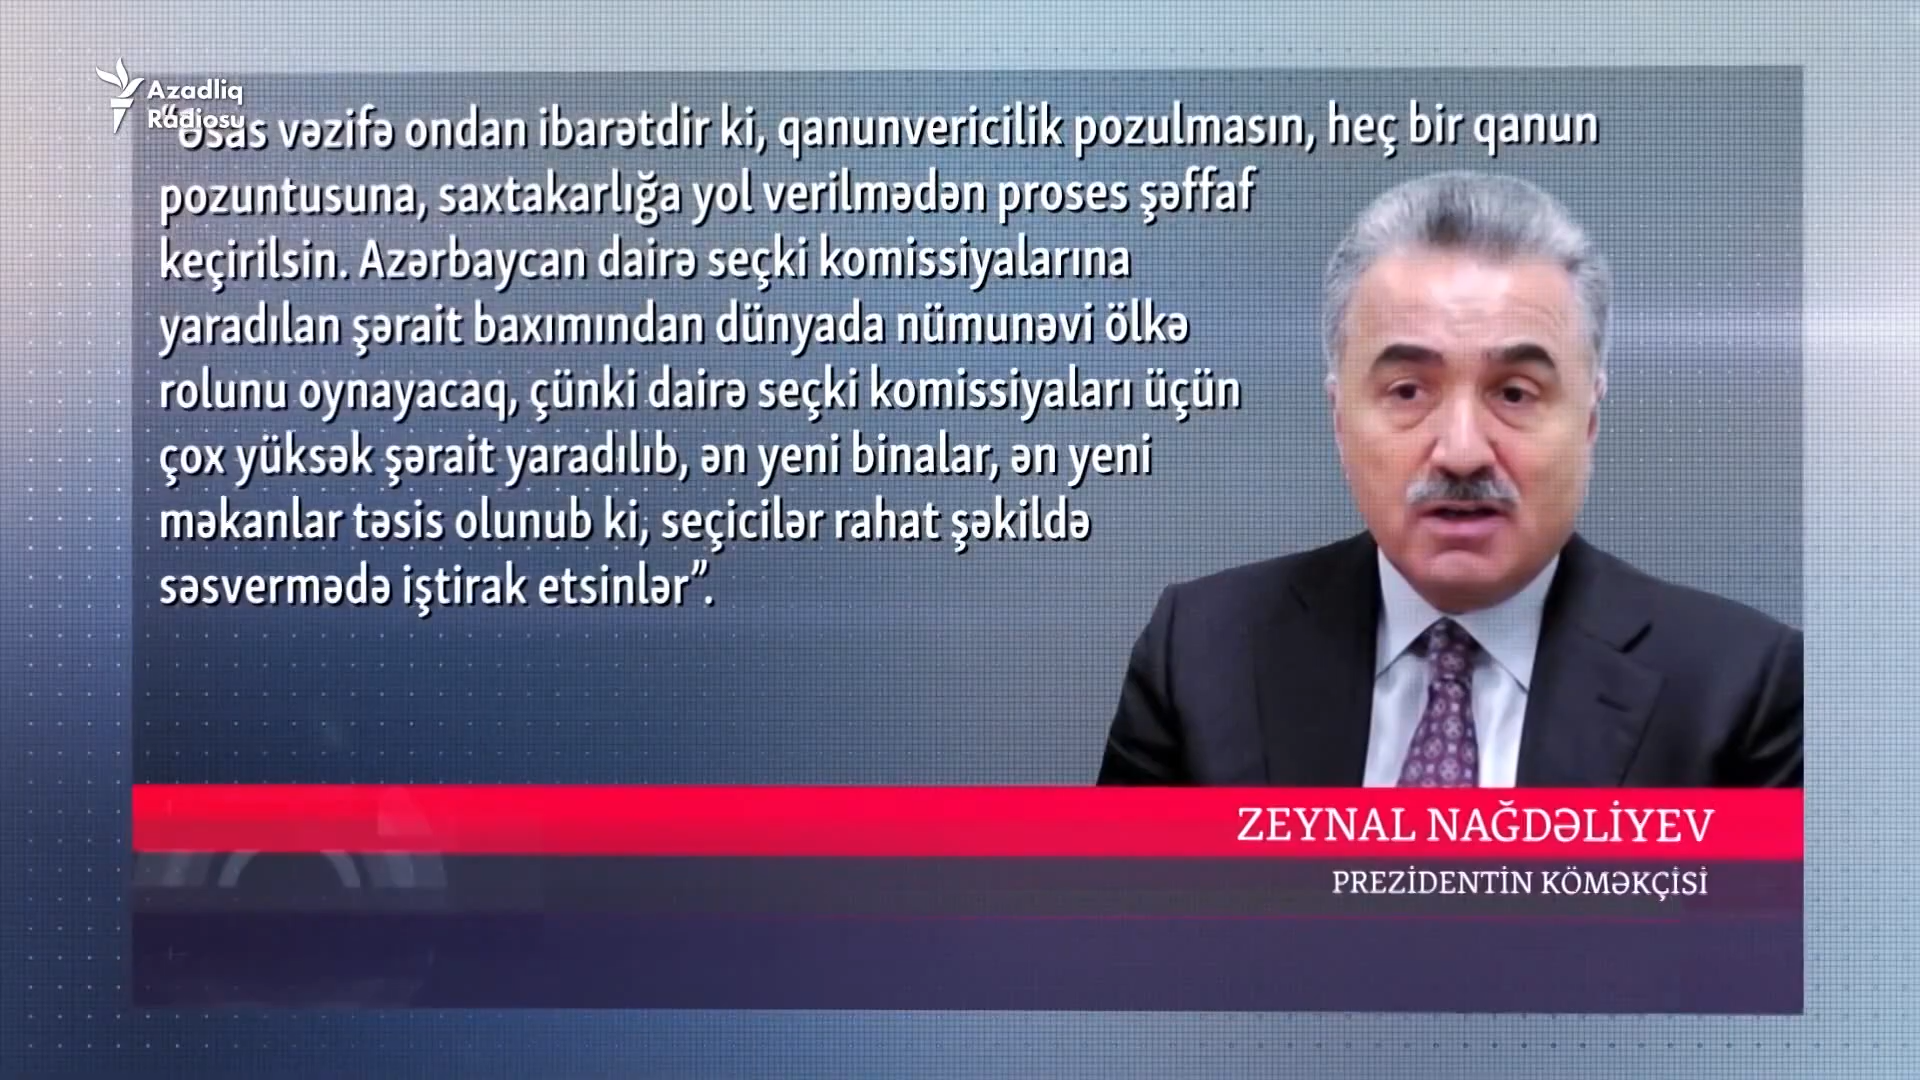 Azadlıq
Radiosu
“Əsas vəzifə ondan ibarətdir ki, qanunvericilik pozulmasın, heç bir qanun
pozuntusuna, saxtakarlığa yol verilmədən proses şəffaf
keçirilsin. Azərbaycan dairə seçki komissiyalarına
yaradılan şərait baxımından dünyada nümunəvi ölkə
rolunu oynayacaq, çünki dairə seçki komissiyaları üçün
çox yüksək şərait yaradılıb, ən yeni binalar, ən yeni
məkanlar təsis olunub ki, seçicilər rahat şəkildə
səsvermədə iştirak etsinlər”.
ZEYNAL NAĞDƏLİYEV
PREZİDENTİN KÖMƏKÇİSİ